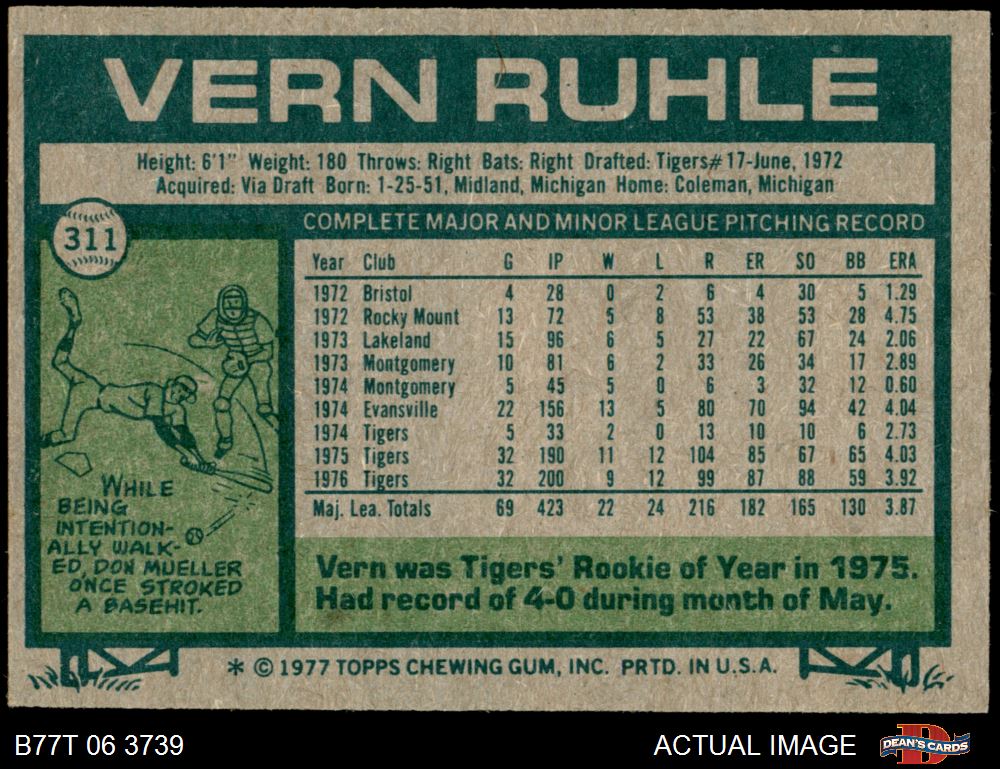 VERN RUHLE
Height: 6'1" Weight: 180 Throws: Right Bats: Right Drafted: Tigers#17-June, 1972
Acquired: Via Draft Born: 1-25-51, Midland, Michigan Home: Coleman, Michigan
311
COMPLETE MAJOR AND MINOR LEAGUE PITCHING RECORD
Year Club G IP W L R ER SO BB ERA
1972 Bristol 4 28 0 2 6 4 30 5 1.29
1972 Rocky Mount 13 72 5 8 53 38 53 28 4.75
1973 Lakeland 15 96 6 5 27 22 67 24 2.06
1973 Montgomery 10 81 6 2 33 26 34 17 2.89
1974 Montgomery 5 45 5 0 6 3 32 12 0.60
1974 Evansville 22 156 13 5 80 70 94 42 4.04
1974 Tigers 5 33 2 0 13 10 10 6 2.73
1975 Tigers 32 190 11 12 104 85 67 65 4.03
1976 Tigers 32 200 9 12 99 87 88 59 3.92
Maj. Lea. Totals 69 423 22 24 216 182 165 130 3.87
WHILE
BEING
INTENTION-
ALLY WALK-
ED, DON MUELLER
ONCE STROKED
A BASEHIT.
Vern was Tigers' Rookie of Year in 1975.
Had record of 4-0 during month of May.
* © 1977 TOPPS CHEWING GUM, INC. PRTD. IN U.S.A.
B77T 06 3739
ACTUAL IMAGE
D
DEAN'S CARDS